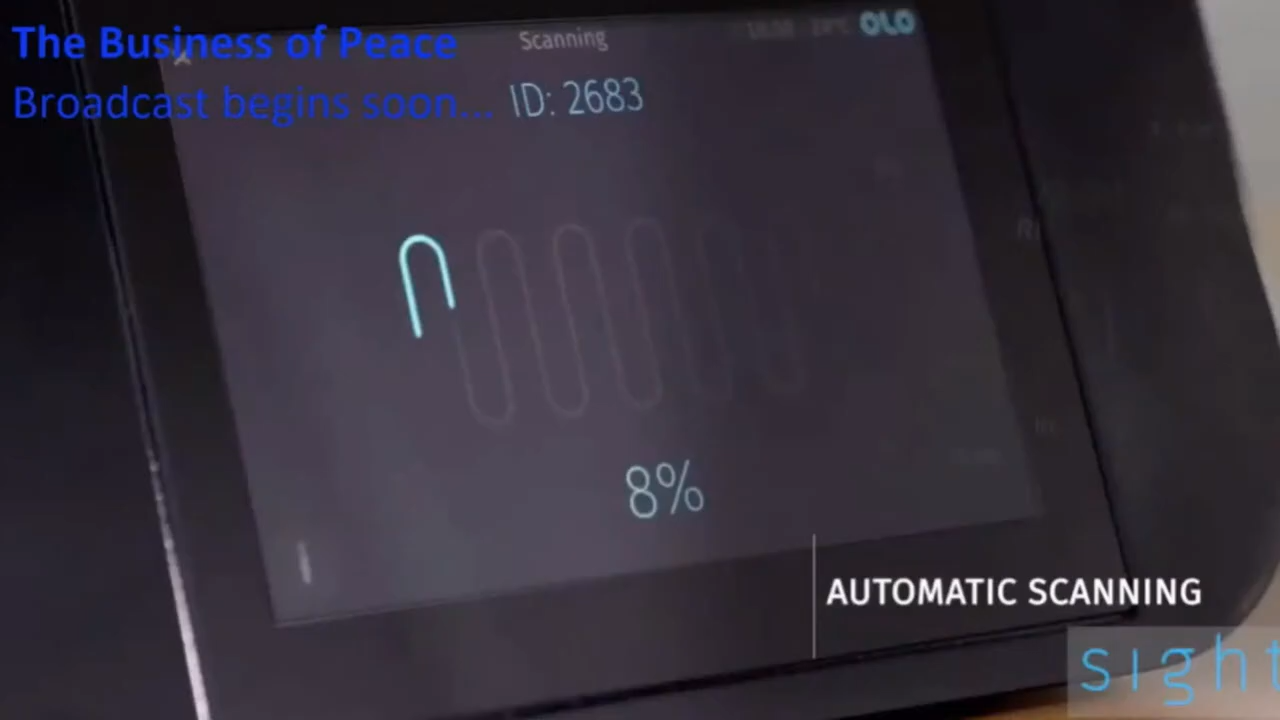 The Business of Peace
Broadcast begins soon...
Scanning
OLO
ID: 2683
8%
AUTOMATIC SCANNING
sight